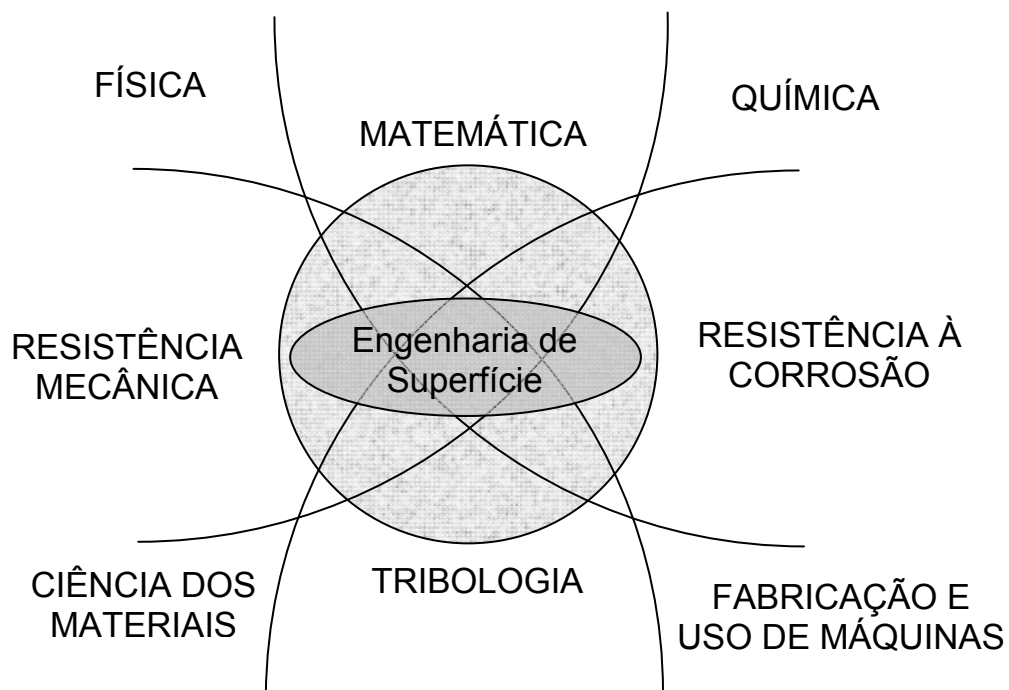 FÍSICA
QUÍMICA
MATEMÁTICA
RESISTÊNCIA
MECÂNICA
Engenharia de
Superfície
RESISTÊNCIA À
CORROSÃO
CIÊNCIA DOS
MATERIAIS
TRIBOLOGIA
FABRICAÇÃO E
USO DE MÁQUINAS